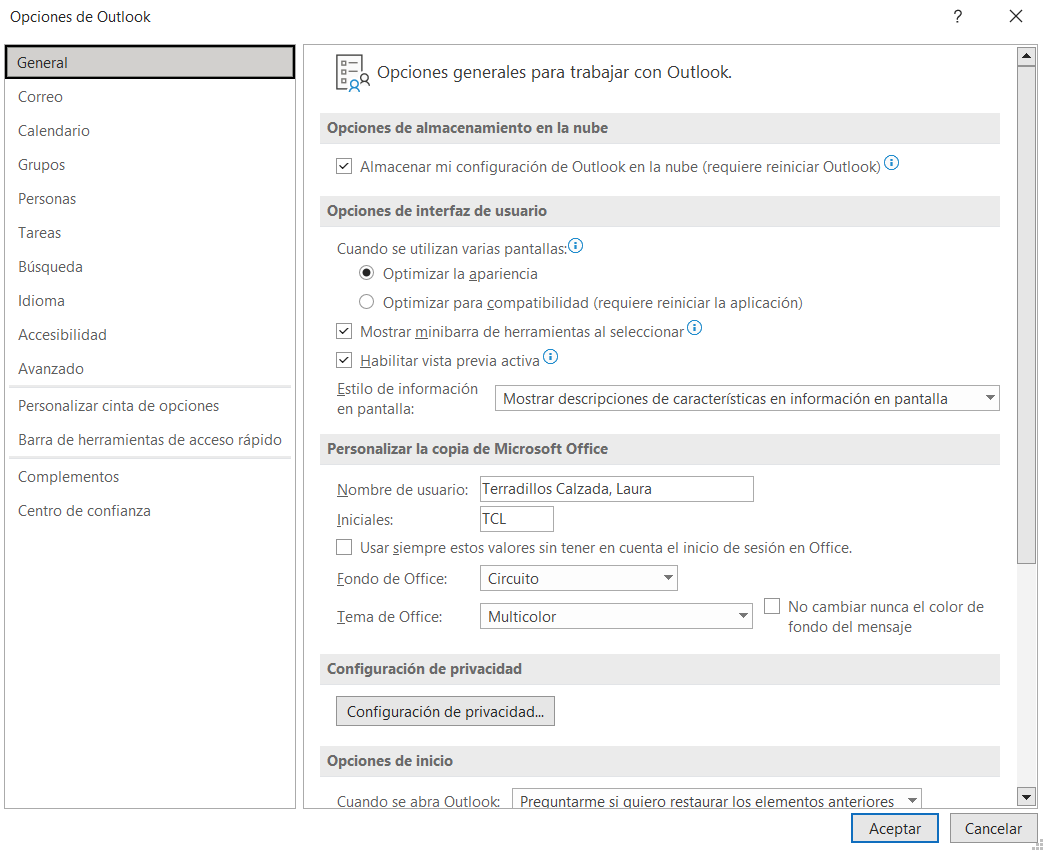 Opciones de Outlook
?
General
Correo
Calendario
Grupos
Personas
Tareas
Búsqueda
Idioma
Accesibilidad
Avanzado
Personalizar cinta de opciones
Barra de herramientas de acceso rápido
Complementos
Centro de confianza
Opciones generales para trabajar con Outlook.
Opciones de almacenamiento en la nube
Almacenar mi configuración de Outlook en la nube (requiere reiniciar Outlook)
Opciones de interfaz de usuario
Cuando se utilizan varias pantallas:
Optimizar la apariencia
Optimizar para compatibilidad (requiere reiniciar la aplicación)
Mostrar minibarra de herramientas al seleccionar
Habilitar vista previa activa
Estilo de información
en pantalla:
Mostrar descripciones de características en información en pantalla
Personalizar la copia de Microsoft Office
Nombre de usuario: Terradillos Calzada, Laura
Iniciales: TCL
Usar siempre estos valores sin tener en cuenta el inicio de sesión en Office.
Fondo de Office: Circuito
Tema de Office: Multicolor
No cambiar nunca el color de
fondo del mensaje
Configuración de privacidad
Configuración de privacidad...
Opciones de inicio
Cuando se abra Outlook: Preguntarme si quiero restaurar los elementos anteriores
Aceptar
Cancelar